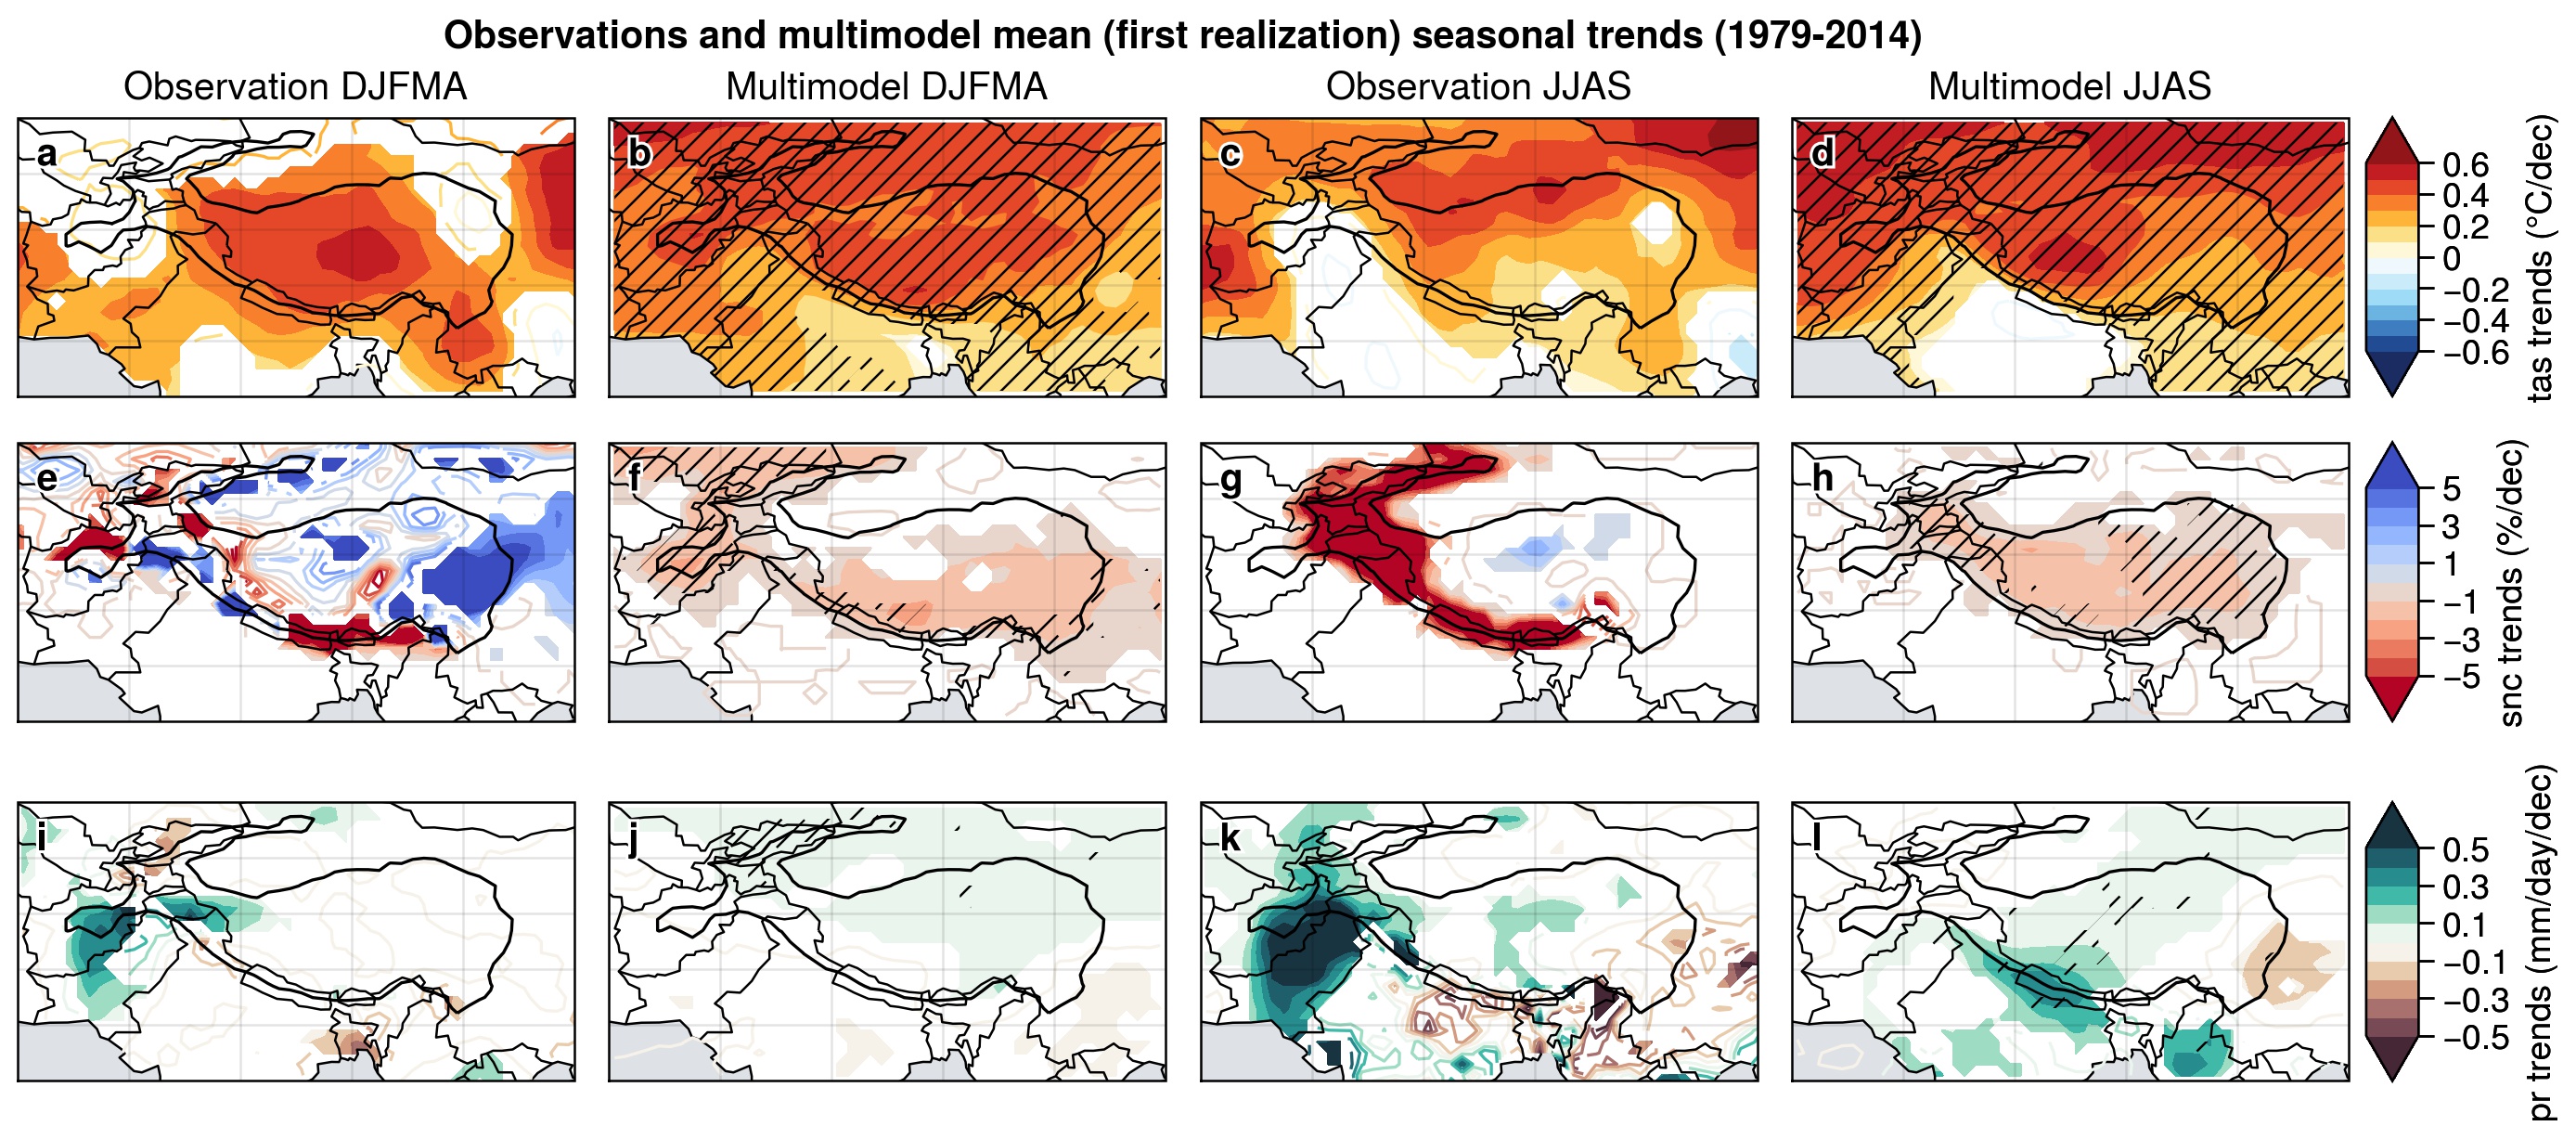 Observations and multimodel mean (first realization) seasonal trends (1979-2014)
Observation DJFMA
Multimodel DJFMA
Observation JJAS
Multimodel JJAS
a
b
c
d
0.6
0.4
0.2
0
−0.2
−0.4
−0.6
tas trends (°C/dec)
e
f
g
h
5
3
1
−1
−3
−5
snc trends (%/dec)
i
j
k
l
0.5
0.3
0.1
−0.1
−0.3
−0.5
pr trends (mm/day/dec)